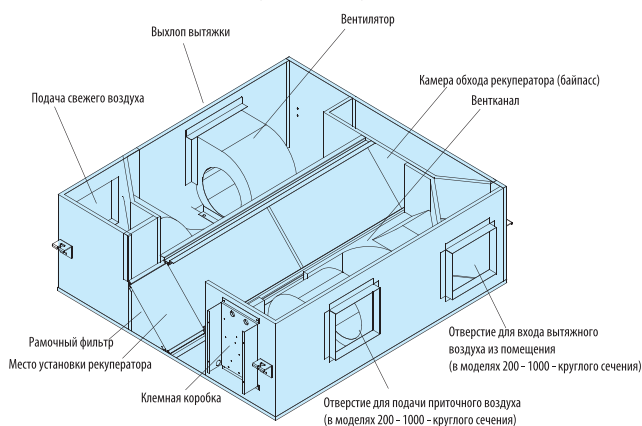 Вентилятор
Выхлоп вытяжки
Камера обхода рекуператора (байпасс)
Подача свежего воздуха
Вентканал
Рамочный фильтр
Место установки рекуператора
Клемная коробка
Отверстие для входа вытяжного
воздуха из помещения
(в моделях 200 – 1000 – круглого сечения)
Отверстие для подачи приточного воздуха
(в моделях 200 – 1000 – круглого сечения)